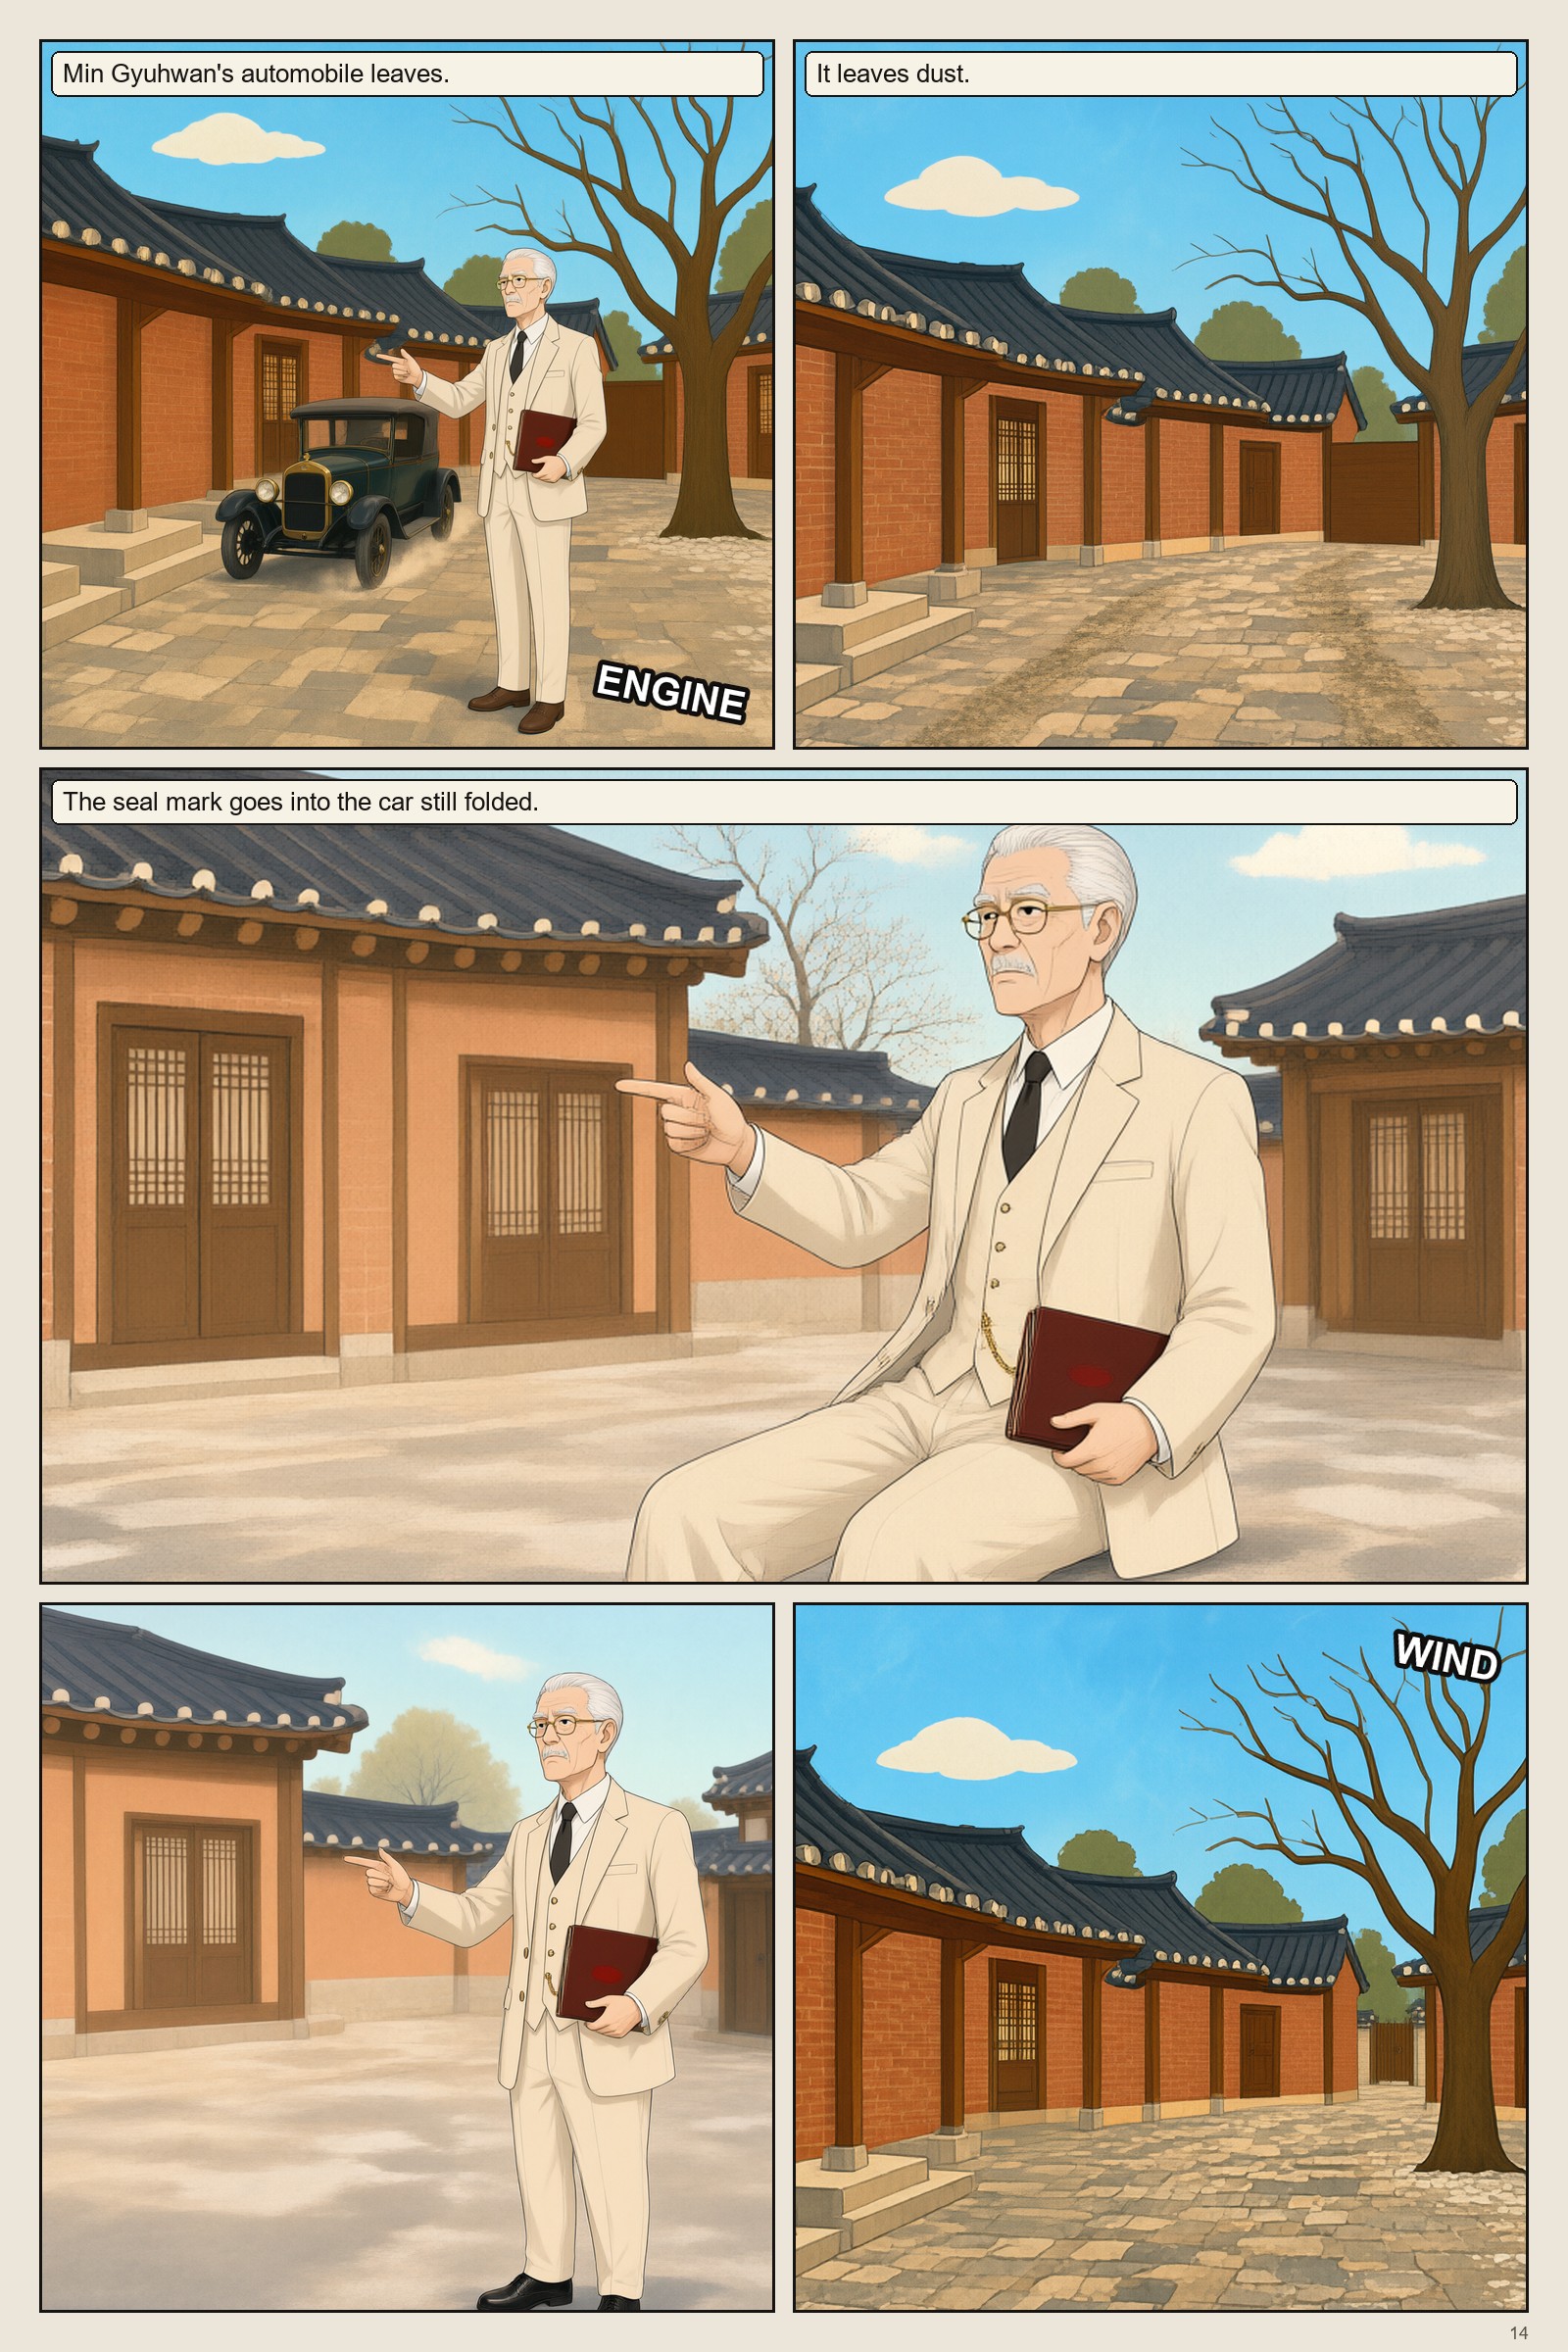 Min Gyuhwan's automobile leaves.
It leaves dust.
ENGINE
The seal mark goes into the car still folded.
WIND
14